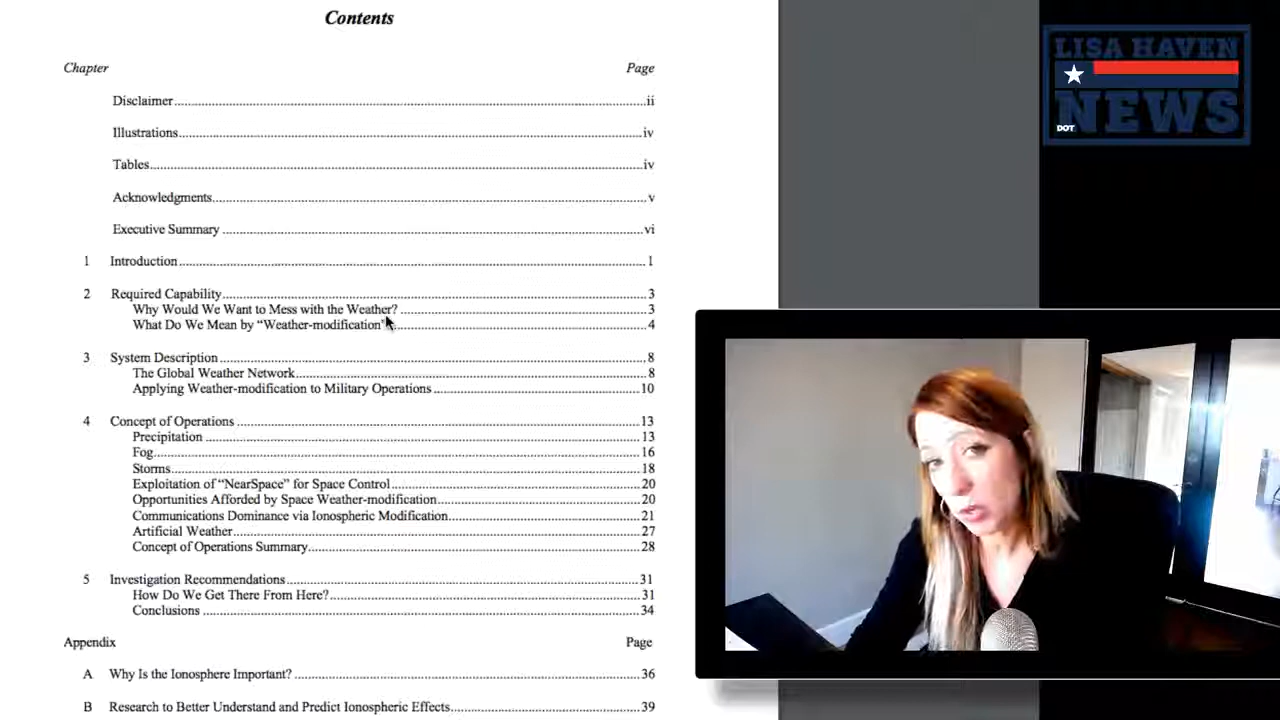 Contents
Chapter Page
Disclaimer ii
Illustrations iv
Tables iv
Acknowledgments v
Executive Summary vi
1 Introduction 1
2 Required Capability 3
Why Would We Want to Mess with the Weather? 3
What Do We Mean by “Weather-modification” 4
3 System Description 8
The Global Weather Network 8
Applying Weather-modification to Military Operations 10
4 Concept of Operations 13
Precipitation 13
Fog 16
Storms 18
Exploitation of “NearSpace” for Space Control 20
Opportunities Afforded by Space Weather-modification 20
Communications Dominance via Ionospheric Modification 21
Artificial Weather 27
Concept of Operations Summary 28
5 Investigation Recommendations 31
How Do We Get There From Here? 31
Conclusions 34
Appendix Page
A Why Is the Ionosphere Important? 36
B Research to Better Understand and Predict Ionospheric Effects 39
LISA HAVEN
DOT NEWS